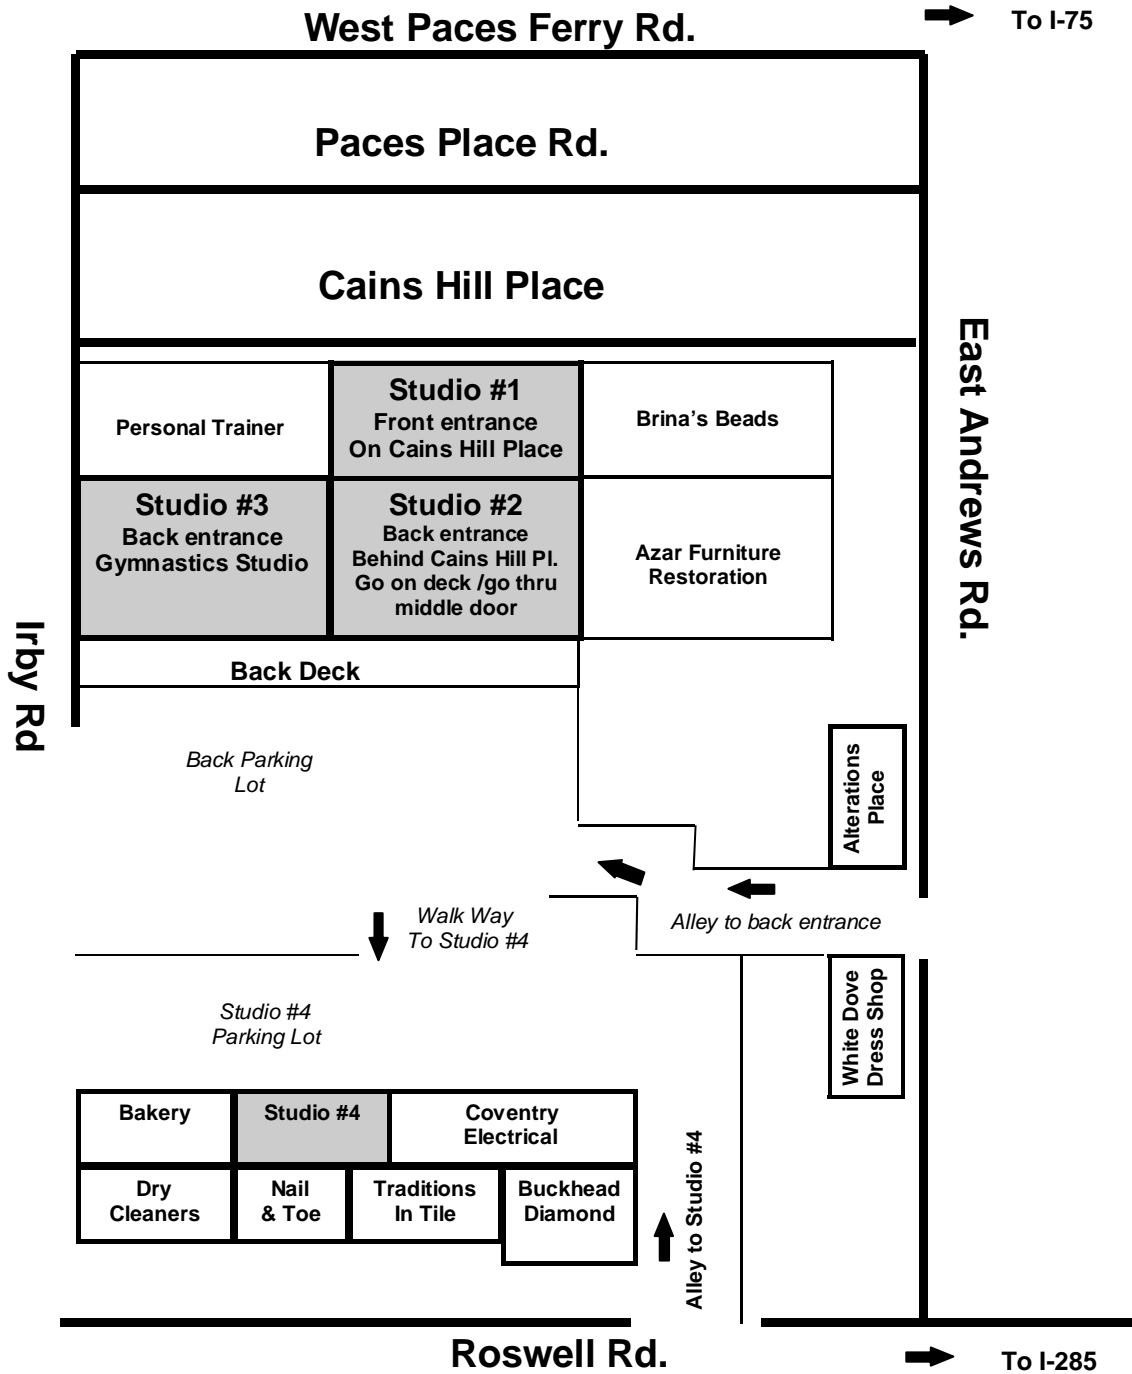 West Paces Ferry Rd.
To I-75
Paces Place Rd.
Cains Hill Place
East Andrews Rd.
Personal Trainer
Studio #1
Front entrance
On Cains Hill Place
Brina's Beads
Studio #3
Back entrance
Gymnastics Studio
Studio #2
Back entrance
Behind Cains Hill Pl.
Go on deck /go thru
middle door
Azar Furniture
Restoration
Irby Rd
Back Deck
Back Parking
Lot
Alterations
Place
Walk Way
To Studio #4
Alley to back entrance
Studio #4
Parking Lot
White Dove
Dress Shop
Bakery
Studio #4
Coventry
Electrical
Dry
Cleaners
Nail
& Toe
Traditions
In Tile
Buckhead
Diamond
Alley to Studio #4
Roswell Rd.
To I-285